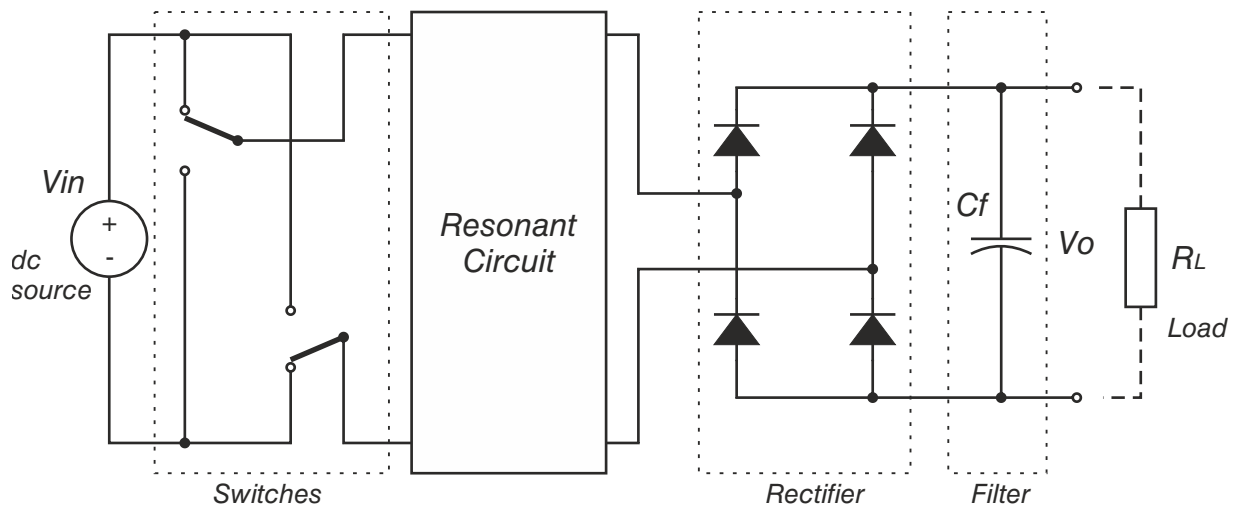 Vin
+
-
dc
source
Resonant
Circuit
Cf
Vo
RL
Load
Switches
Rectifier
Filter